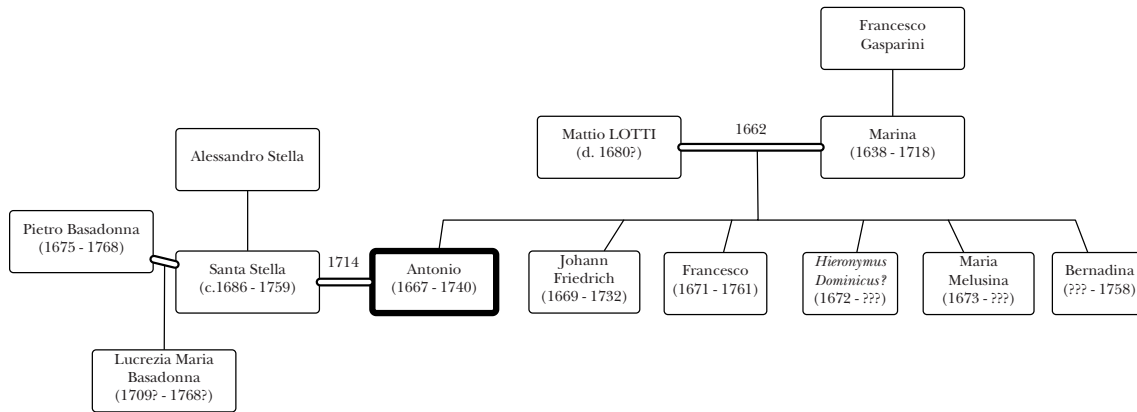 Francesco
Gasparini
Mattio LOTTI
(d. 1680?)
1662
Marina
(1638 - 1718)
Alessandro Stella
Pietro Basadonna
(1675 - 1768)
Santa Stella
(c.1686 - 1759)
1714
Antonio
(1667 - 1740)
Johann
Friedrich
(1669 - 1732)
Francesco
(1671 - 1761)
Hieronymus
Dominicus?
(1672 - ???)
Maria
Melusina
(1673 - ???)
Bernadina
(??? - 1758)
Lucrezia Maria
Basadonna
(1709? - 1768?)